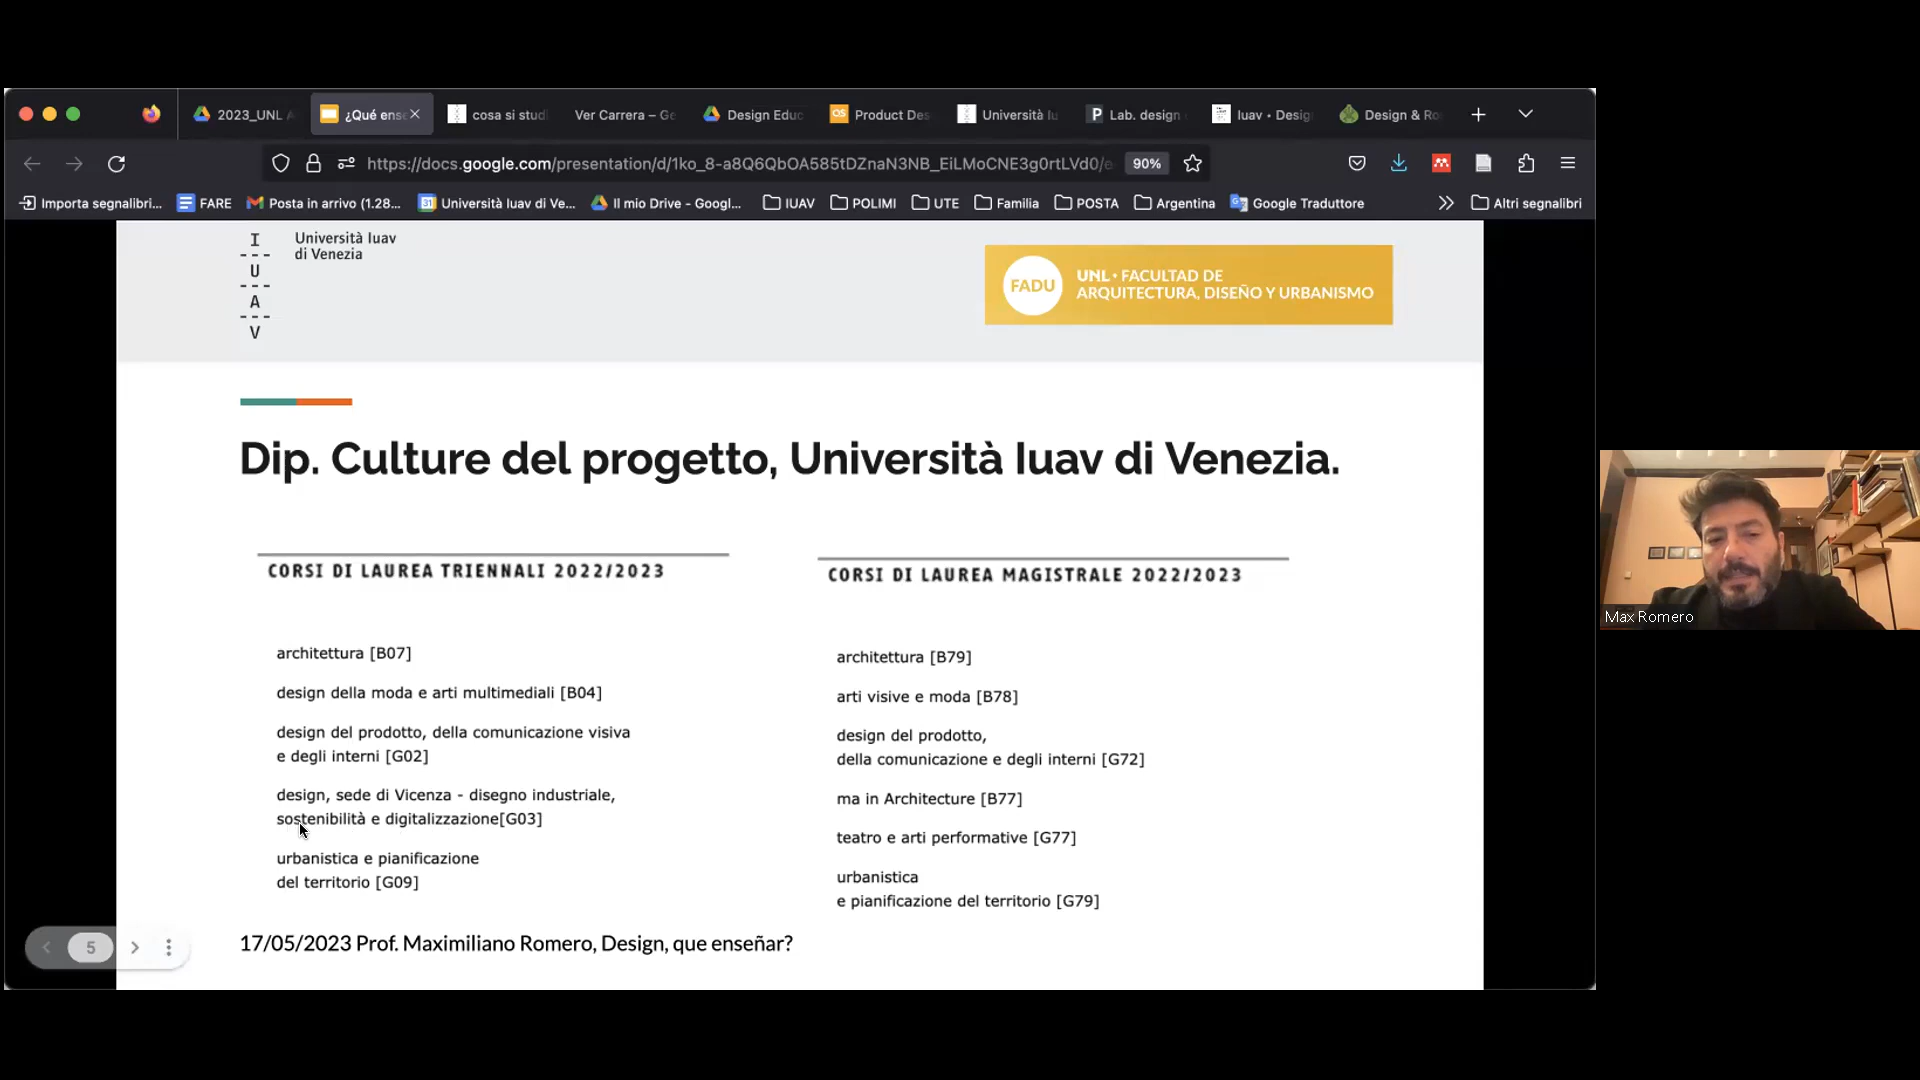 2023_UNL A
¿Qué ens
cosa si studi
Ver Carrera – Ge
Design Educ
Product Des
Università Iu
Lab. design
Iuav • Desig
Design & Ro
https://docs.google.com/presentation/d/1ko_8-a8Q6QbOA585tDZnaN3NB_EiLMoCNE3g0rtLVd0/e
90%
Importa segnalibri...
FARE
Posta in arrivo (1.28...
Università Iuav di Ve...
Il mio Drive - Googl...
IUAV
POLIMI
UTE
Familia
POSTA
Argentina
Google Traduttore
Altri segnalibri
I
U
A
V
Università Iuav
di Venezia
FADU
UNL • FACULTAD DE
ARQUITECTURA, DISEÑO Y URBANISMO
Dip. Culture del progetto, Università Iuav di Venezia.
CORSI DI LAUREA TRIENNALI 2022/2023
architettura [B07]
design della moda e arti multimediali [B04]
design del prodotto, della comunicazione visiva
e degli interni [G02]
design, sede di Vicenza - disegno industriale,
sostenibilità e digitalizzazione[G03]
urbanistica e pianificazione
del territorio [G09]
CORSI DI LAUREA MAGISTRALE 2022/2023
architettura [B79]
arti visive e moda [B78]
design del prodotto,
della comunicazione e degli interni [G72]
ma in Architecture [B77]
teatro e arti performative [G77]
urbanistica
e pianificazione del territorio [G79]
5
17/05/2023 Prof. Maximiliano Romero, Design, que enseñar?
Max Romero